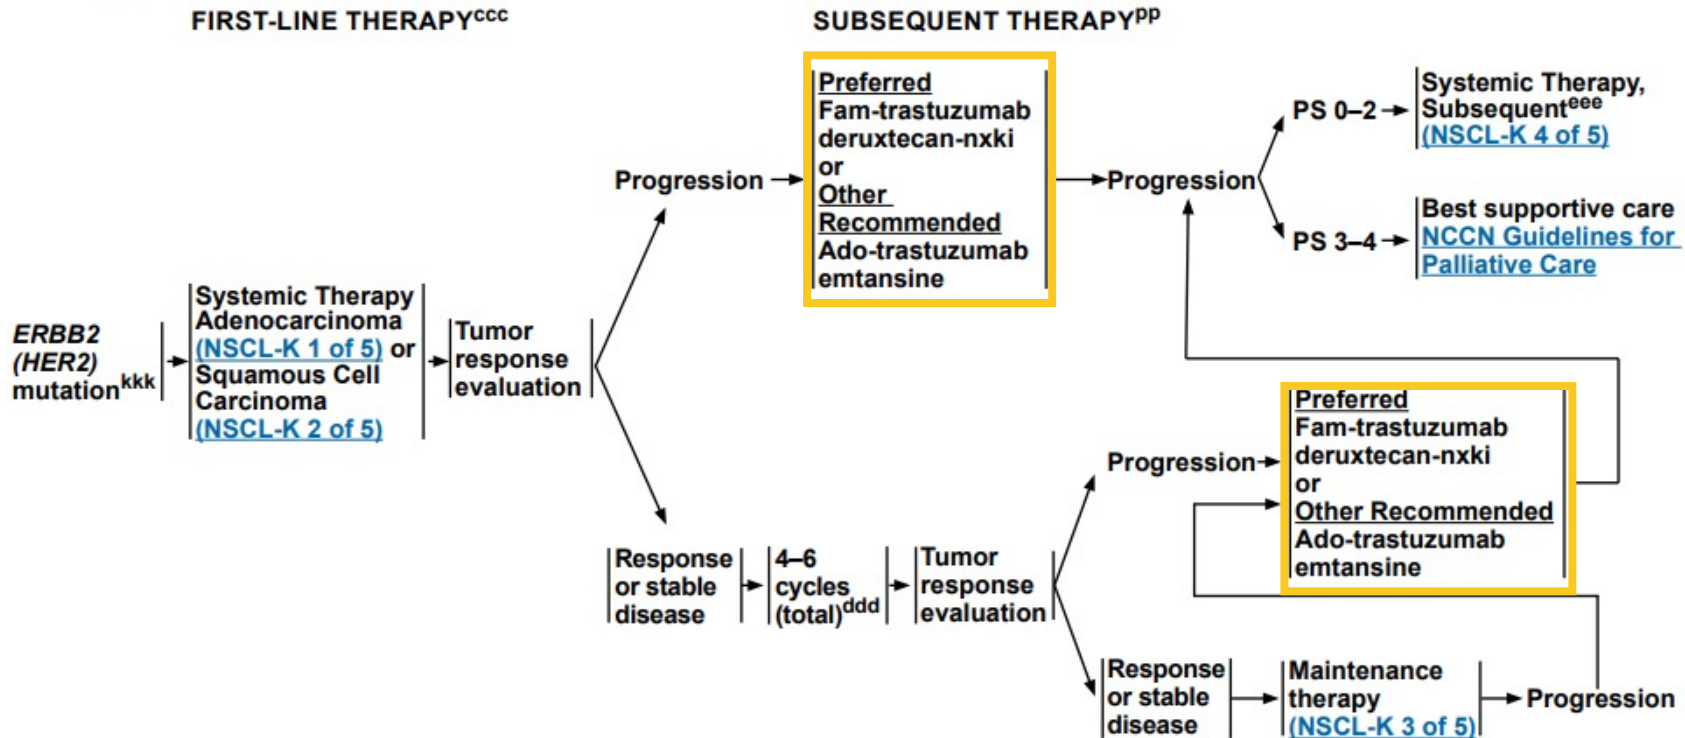 FIRST-LINE THERAPYccc
SUBSEQUENT THERAPYpp
ERBB2
(HER2)
mutationkkk
Systemic Therapy
Adenocarcinoma
(NSCL-K 1 of 5) or
Squamous Cell
Carcinoma
(NSCL-K 2 of 5)
Tumor
response
evaluation
Progression
Preferred
Fam-trastuzumab
deruxtecan-nxki
or
Other
Recommended
Ado-trastuzumab
emtansine
Progression
PS 0–2
Systemic Therapy,
Subsequenteee
(NSCL-K 4 of 5)
PS 3–4
Best supportive care
NCCN Guidelines for
Palliative Care
Response
or stable
disease
4–6
cycles
(total)ddd
Tumor
response
evaluation
Progression
Preferred
Fam-trastuzumab
deruxtecan-nxki
or
Other Recommended
Ado-trastuzumab
emtansine
Response
or stable
disease
Maintenance
therapy
(NSCL-K 3 of 5)
Progression